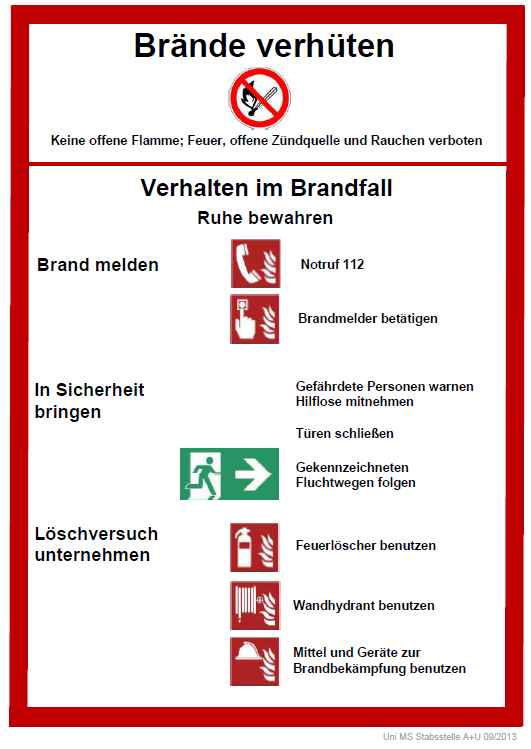 Brände verhüten
Keine offene Flamme; Feuer, offene Zündquelle und Rauchen verboten
Verhalten im Brandfall
Ruhe bewahren
Brand melden
Notruf 112
Brandmelder betätigen
In Sicherheit
bringen
Gefährdete Personen warnen
Hilflose mitnehmen
Türen schließen
Gekennzeichneten
Fluchtwegen folgen
Löschversuch
unternehmen
Feuerlöscher benutzen
Wandhydrant benutzen
Mittel und Geräte zur
Brandbekämpfung benutzen
Uni MS Stabsstelle A+U 09/2013